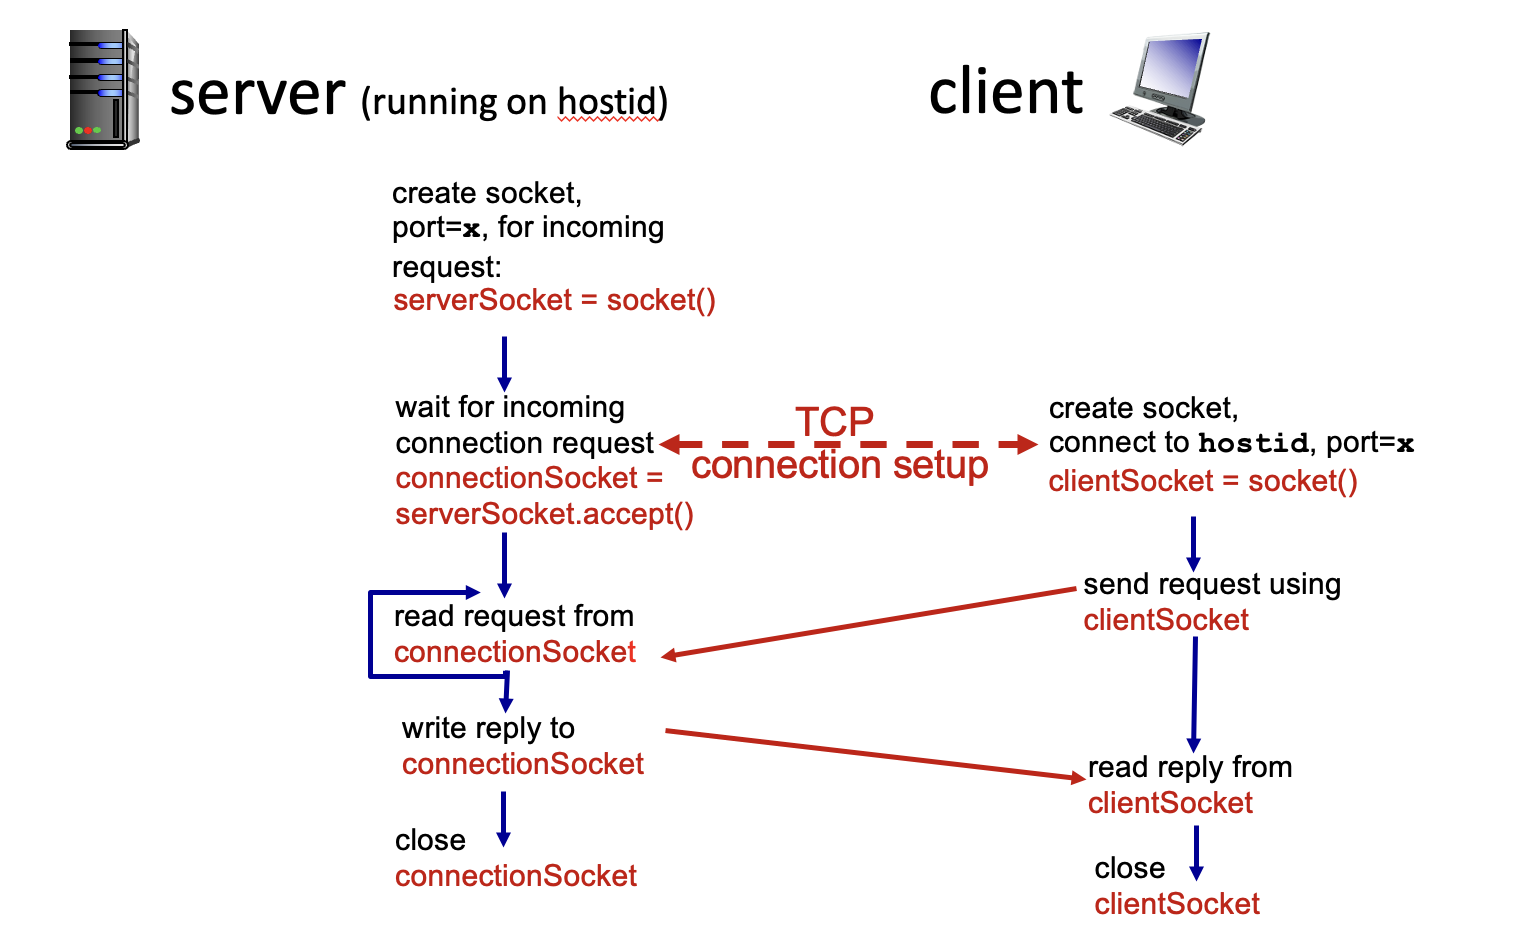 server (running on hostid)
client
create socket,
port=x, for incoming
request:
serverSocket = socket()
wait for incoming
connection request
connectionSocket =
serverSocket.accept()
TCP
connection setup
create socket,
connect to hostid, port=x
clientSocket = socket()
read request from
connectionSocket
send request using
clientSocket
write reply to
connectionSocket
read reply from
clientSocket
close
connectionSocket
close
clientSocket